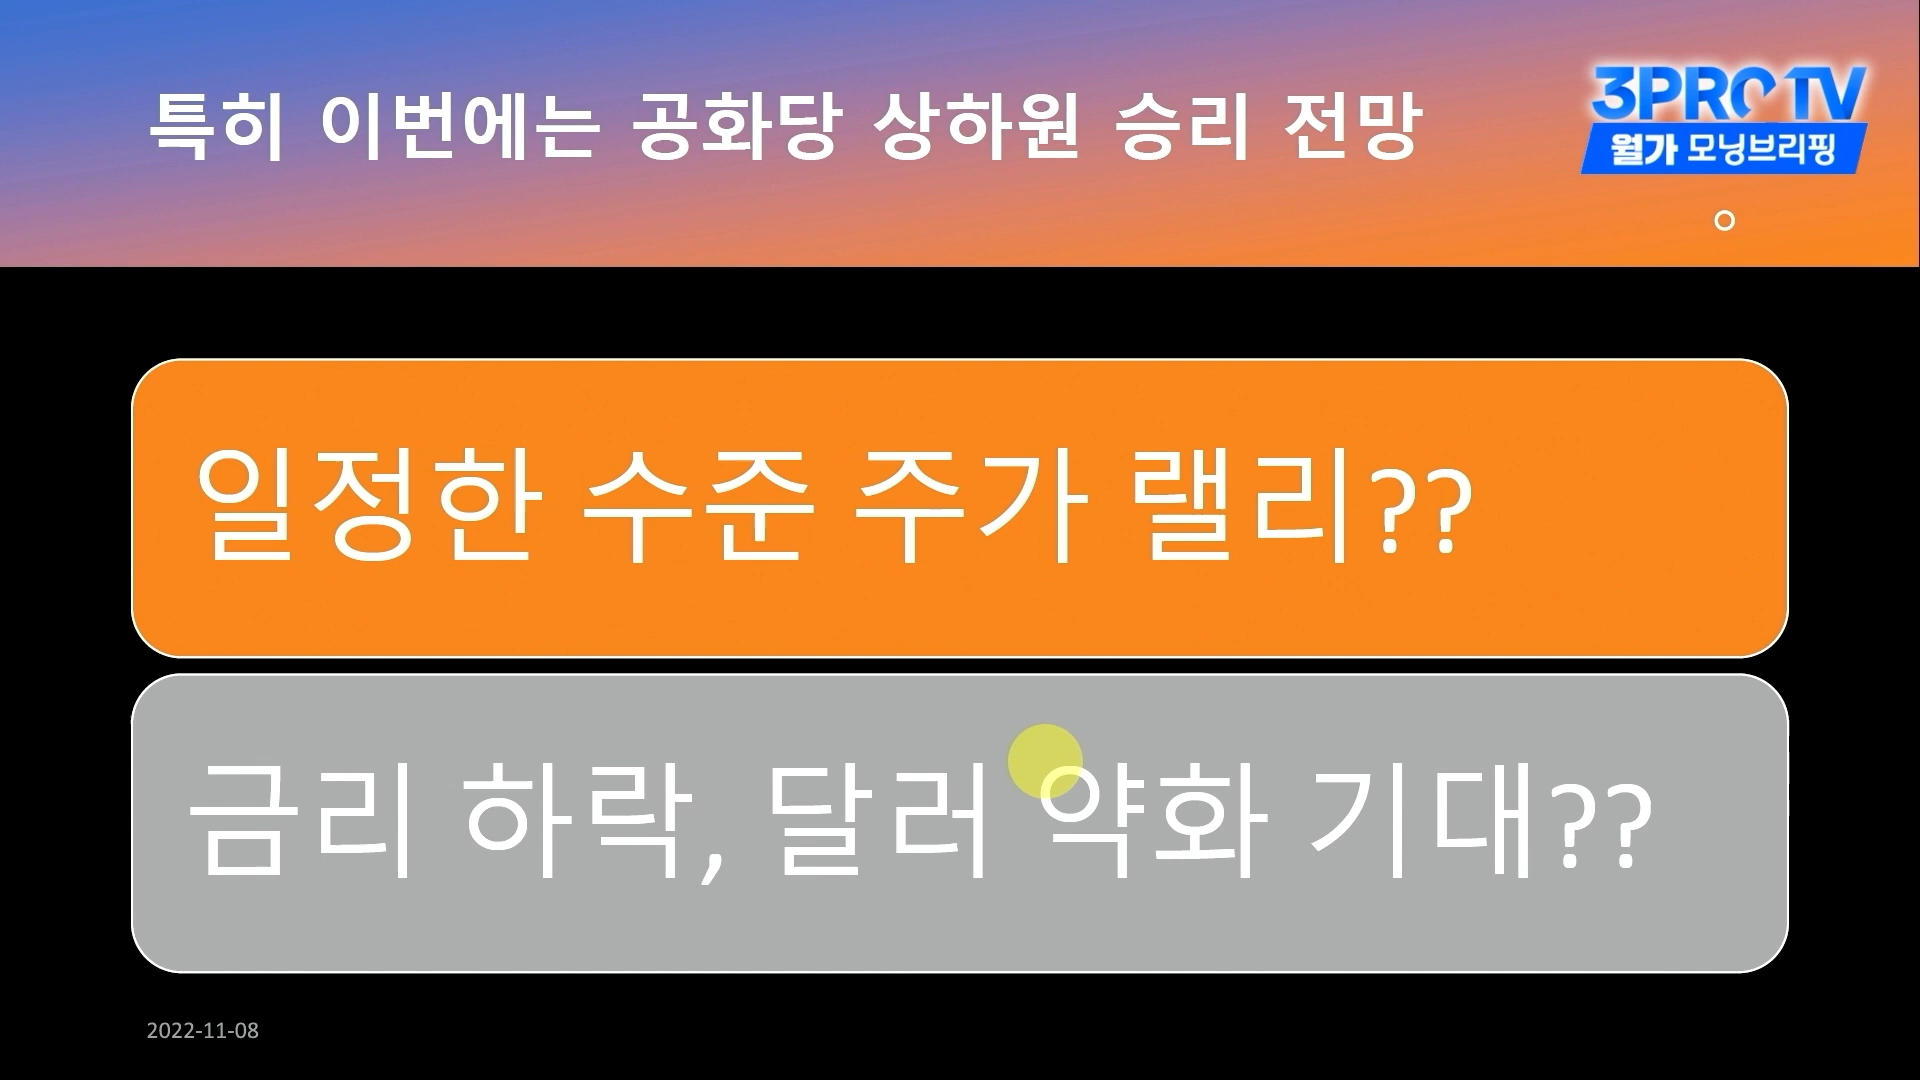 특히 이번에는 공화당 상하원 승리 전망
3PROTV
월가 모닝브리핑
일정한 수준 주가 랠리??
금리 하락, 달러 약화 기대??
2022-11-08